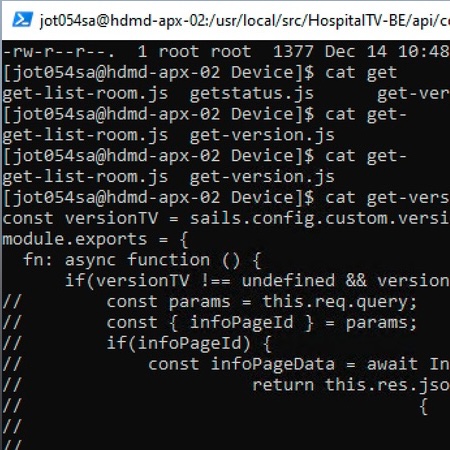 jot054sa@hdmd-apx-02:/usr/local/src/HospitalTV-BE/api/co
-rw-r--r--.  1 root root  1377 Dec 14 10:48
[jot054sa@hdmd-apx-02 Device]$ cat get
get-list-room.js  getstatus.js      get-ver
[jot054sa@hdmd-apx-02 Device]$ cat get-
get-list-room.js  get-version.js
[jot054sa@hdmd-apx-02 Device]$ cat get-
get-list-room.js  get-version.js
[jot054sa@hdmd-apx-02 Device]$ cat get-vers
const versionTV = sails.config.custom.versi
module.exports = {
  fn: async function () {
      if(versionTV !== undefined && version
//        const params = this.req.query;
//        const { infoPageId } = params;
//        if(infoPageId) {
//            const infoPageData = await In
//                      return this.res.jso
//                                      {
//
//